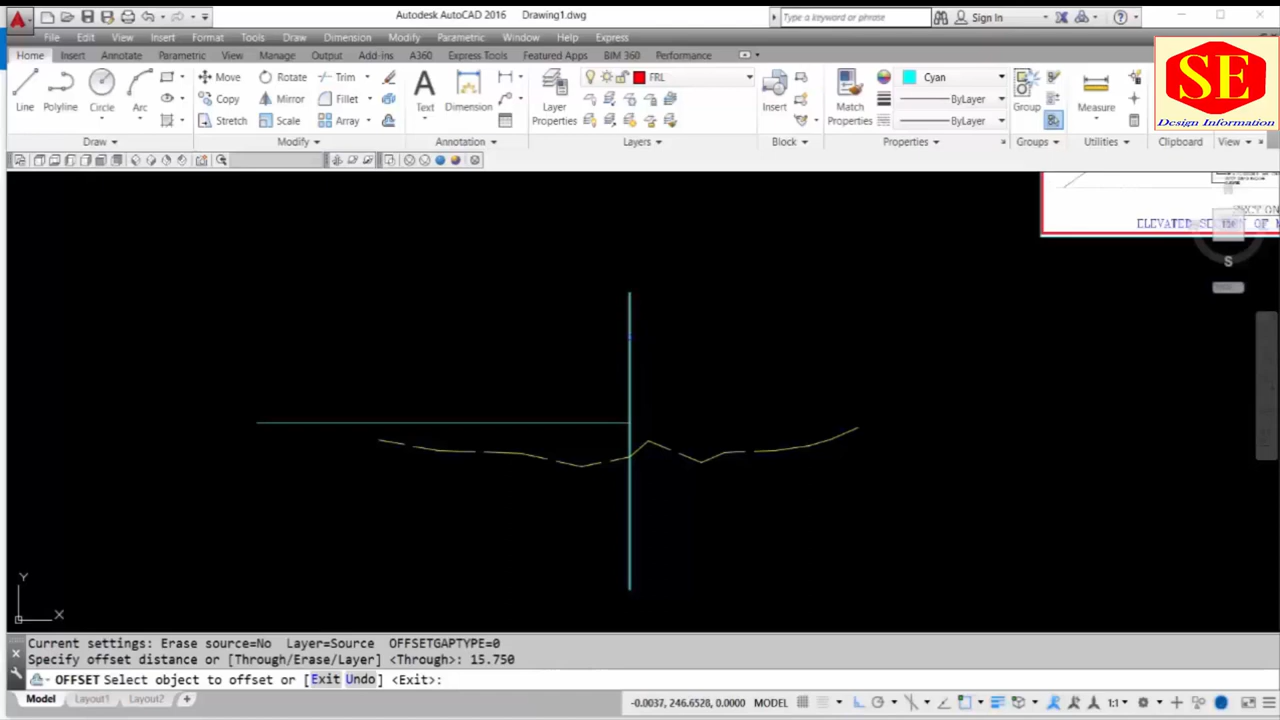 Autodesk AutoCAD 2016 Drawing1.dwg
Type a keyword or phrase
Sign In
File Edit View Insert Format Tools Draw Dimension Modify Parametric Window Help Express
Home Insert Annotate Parametric View Manage Output Add-ins A360 Express Tools Featured Apps BIM 360 Performance
Line Polyline Circle Arc
Move Rotate Trim
Copy Mirror Fillet
Stretch Scale Array
Text Dimension
Layer Properties
FRL
Insert
Match Properties
Cyan
ByLayer
ByLayer
Group
Measure
Draw Modify Annotation Layers Block Properties Groups Utilities Clipboard View
SE
Design Information
ELEVATED SECTION OF
S
Y
X
Current settings: Erase source=No Layer=Source OFFSETGAPTYPE=0
Specify offset distance or [Through/Erase/Layer] <Through>: 15.750
OFFSET Select object to offset or [Exit Undo] <Exit>:
Model Layout1 Layout2 +
-0.0037, 246.6528, 0.0000 MODEL 1:1